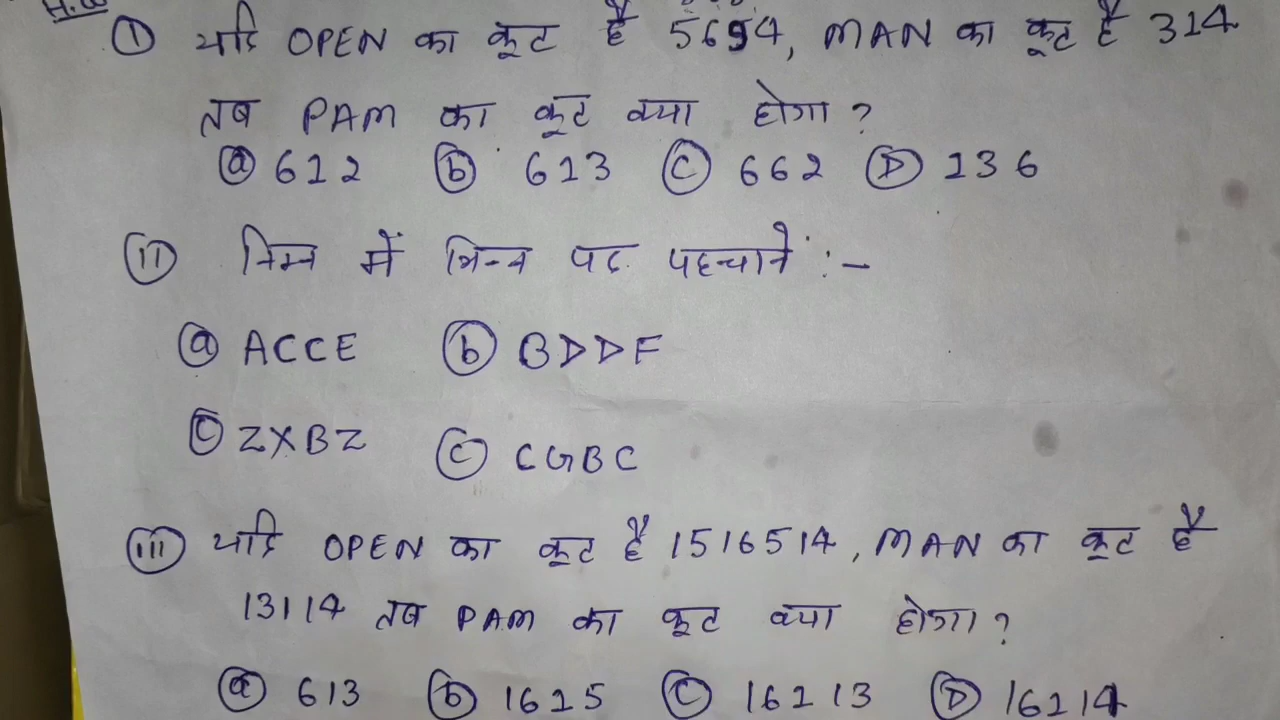 H.W
① यदि OPEN का कूट है 5694, MAN का कूट है 314
तब PAM का कूट क्या होगा ?
ⓐ 612 ⓑ 613 Ⓒ 662 Ⓓ 136
(ii) निम्न में भिन्न पद पहचाने :-
ⓐ ACCE ⓑ BDDF
Ⓒ ZXBZ Ⓒ CGBC
(iii) यदि OPEN का कूट है 1516514, MAN का कूट है
13114 तब PAM का कूट क्या होगा ?
ⓐ 613 ⓑ 1615 Ⓒ 16113 Ⓓ 16114